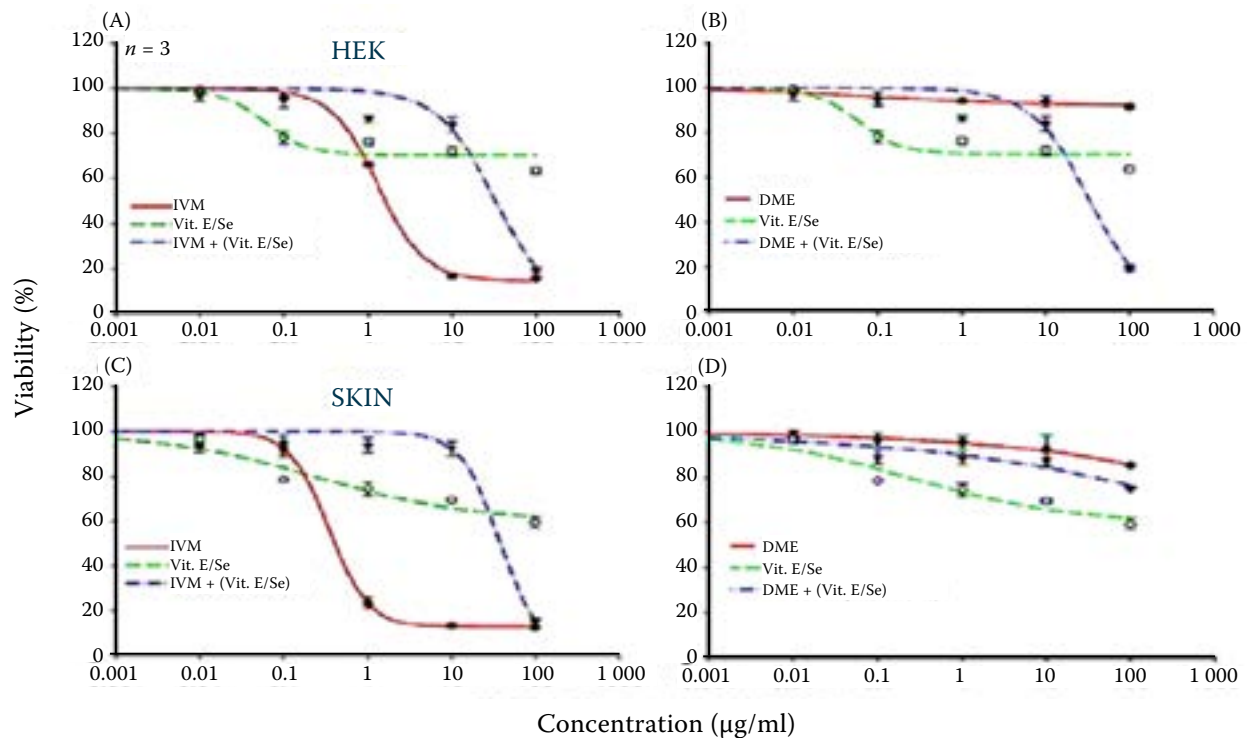 (A)
n = 3
HEK
120
100
80
60
40
20
0
IVM
Vit. E/Se
IVM + (Vit. E/Se)
0.001 0.01 0.1 1 10 100 1 000
(B)
120
100
80
60
40
20
0
DME
Vit. E/Se
DME + (Vit. E/Se)
0.001 0.01 0.1 1 10 100 1 000
Viability (%)
(C)
SKIN
120
100
80
60
40
20
0
IVM
Vit. E/Se
IVM + (Vit. E/Se)
0.001 0.01 0.1 1 10 100 1 000
(D)
120
100
80
60
40
20
0
DME
Vit. E/Se
DME + (Vit. E/Se)
0.001 0.01 0.1 1 10 100 1 000
Concentration (µg/ml)